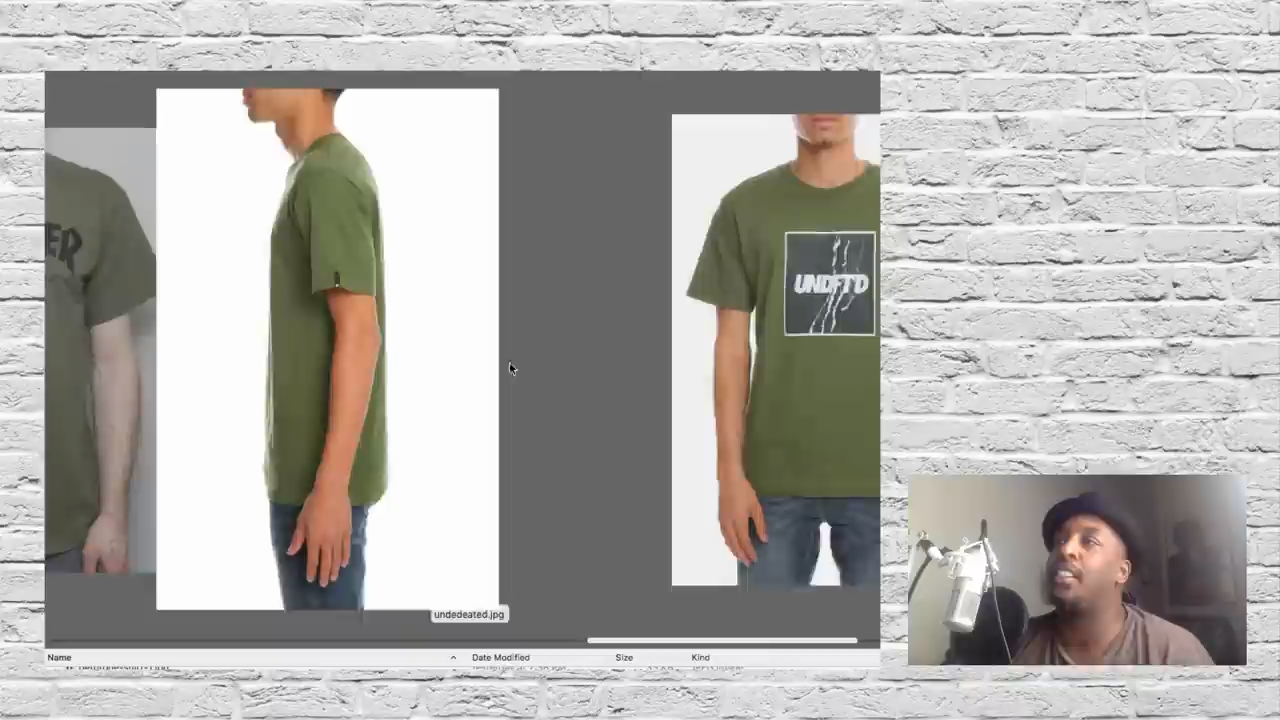 ER
UNDFTD
undedeated.jpg
Name
Date Modified
Size
Kind